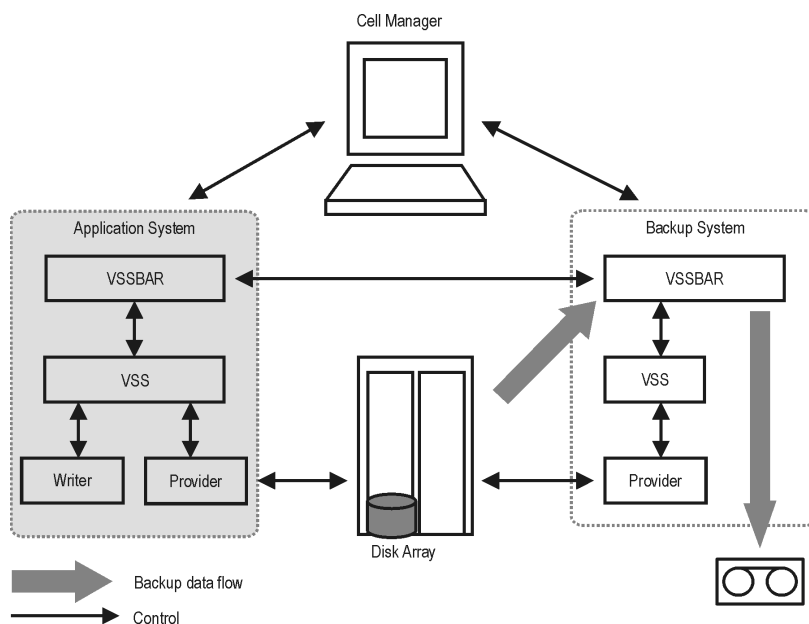 Cell Manager
Application System
Backup System
VSSBAR
VSSBAR
VSS
VSS
Writer
Provider
Provider
Disk Array
Backup data flow
Control